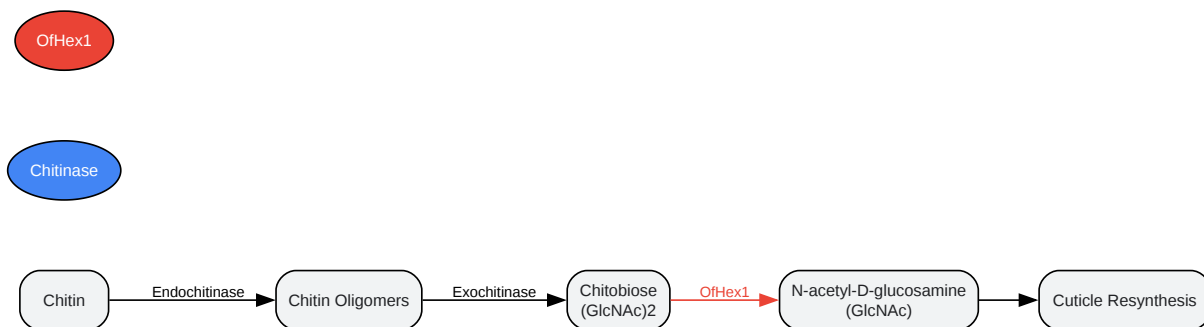 OfHex1
Chitinase
Chitin
Endochitinase
Chitin Oligomers
Exochitinase
Chitobiose
(GlcNAc)2
OfHex1
N-acetyl-D-glucosamine
(GlcNAc)
Cuticle Resynthesis